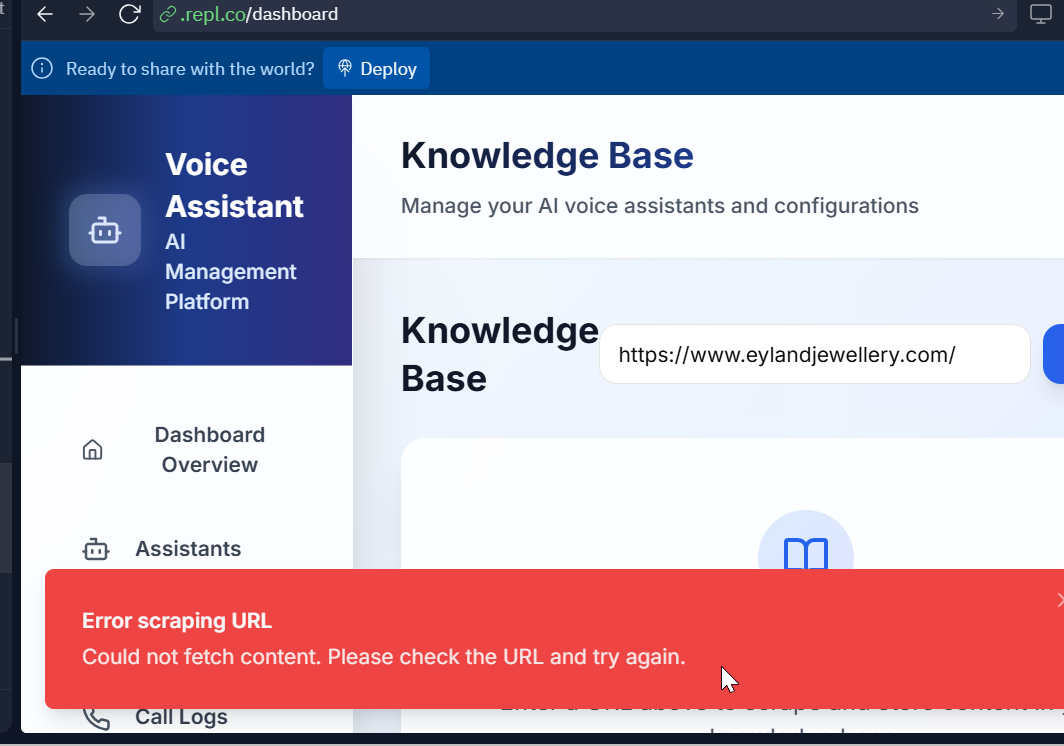 .repl.co/dashboard
Ready to share with the world?
Deploy
Voice
Assistant
AI
Management
Platform
Knowledge Base
Manage your AI voice assistants and configurations
Knowledge
Base
https://www.eylandjewellery.com/
Dashboard
Overview
Assistants
Error scraping URL
Could not fetch content. Please check the URL and try again.
Call Logs